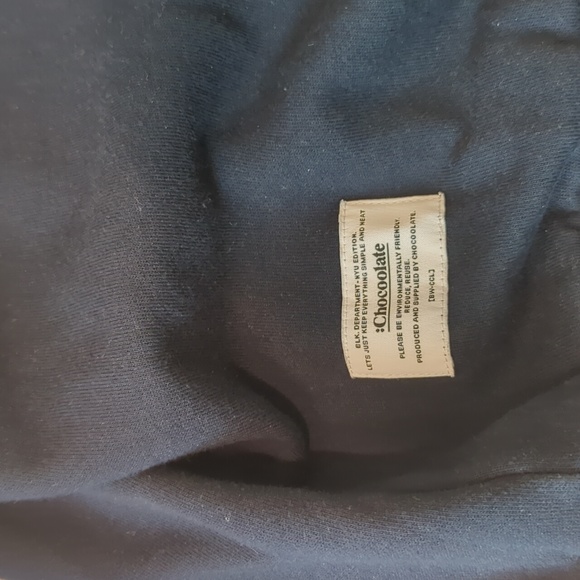 BLK. DEPARTMENT-KYU EDITION.
LETS JUST KEEP EVERYTHING SIMPLE AND NEAT
:Chocoolate
PLEASE BE ENVIRONMENTALLY FRIENDLY.
REDUCE, REUSE.
PRODUCED AND SUPPLIED BY CHOCOOLATE.
[BW-CCL]